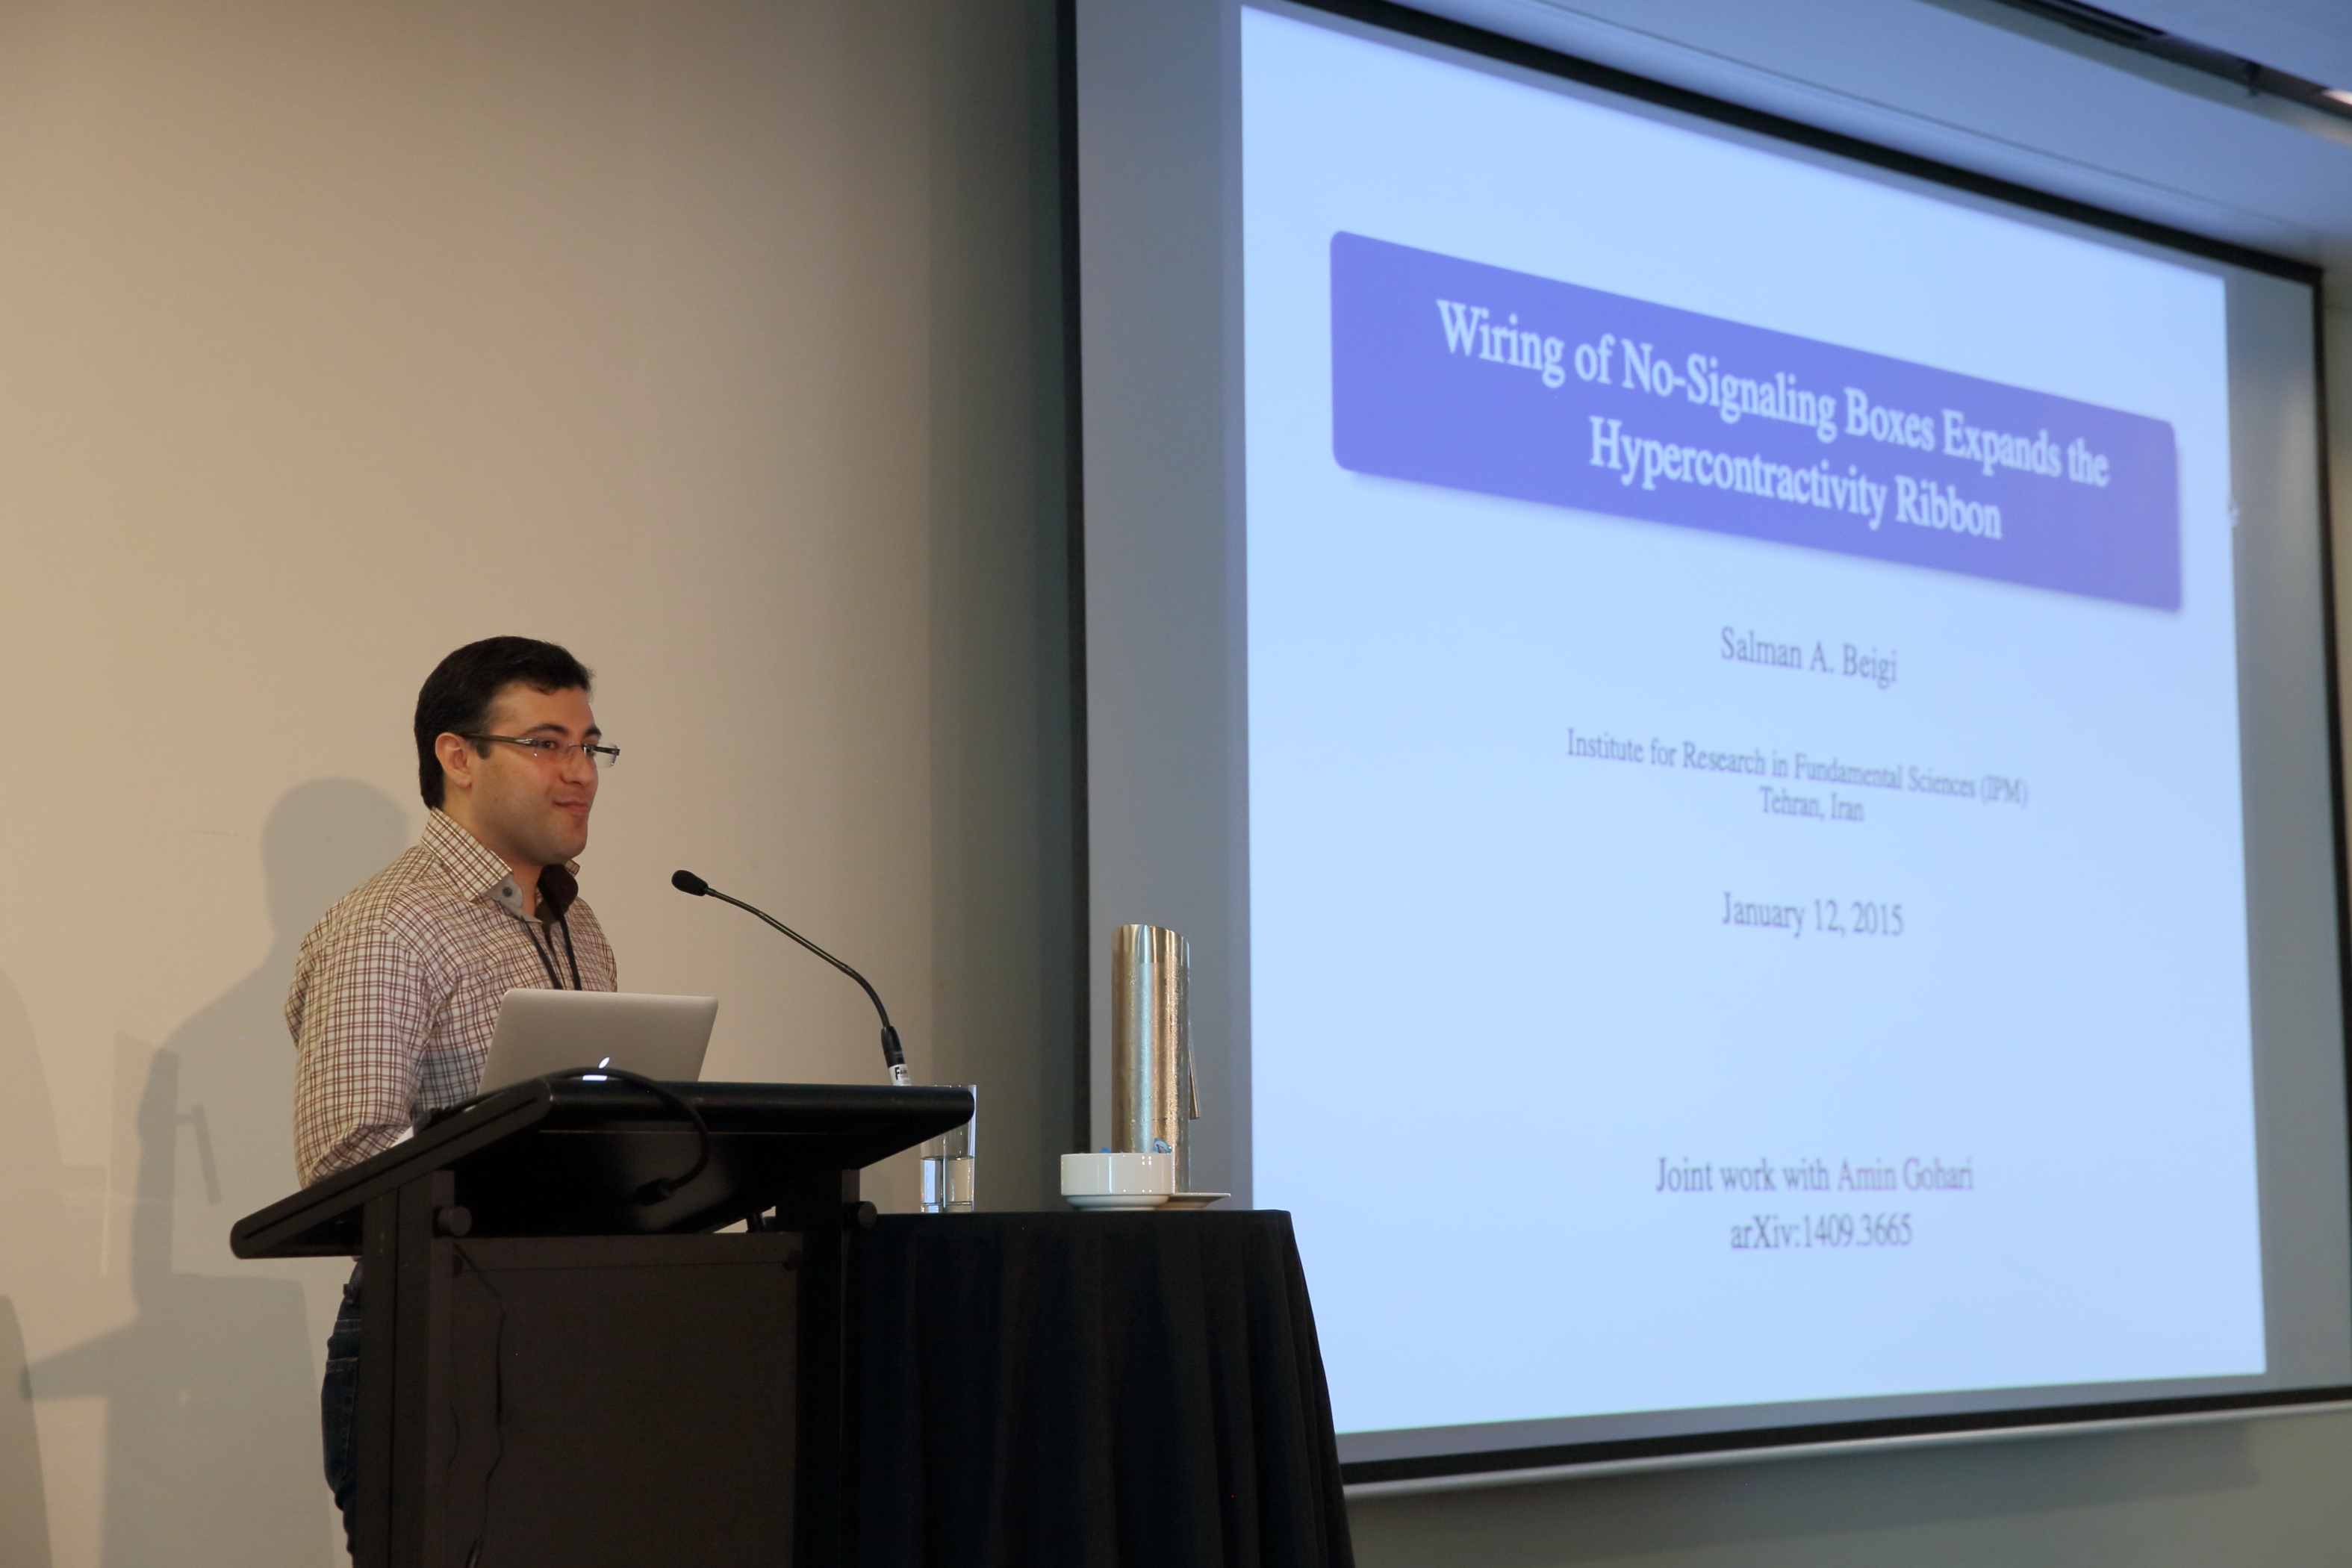 Wiring of No-Signaling Boxes Expands the
Hypercontractivity Ribbon
Salman A. Beigi
Institute for Research in Fundamental Sciences (IPM)
Tehran, Iran
January 12, 2015
Joint work with Amin Gohari
arXiv:1409.3665